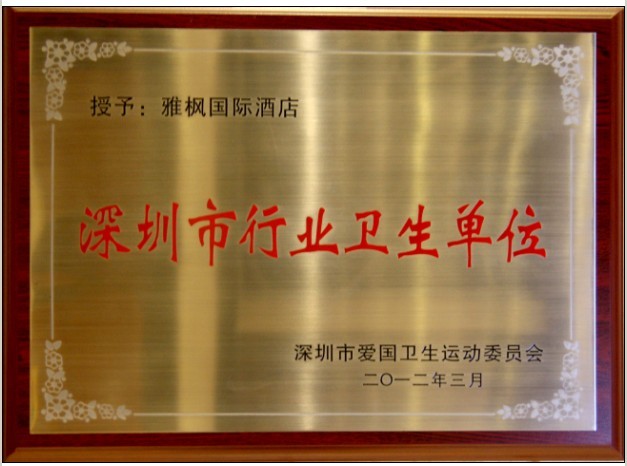 授予：雅枫国际酒店
深圳市行业卫生单位
深圳市爱国卫生运动委员会
二〇一二年三月